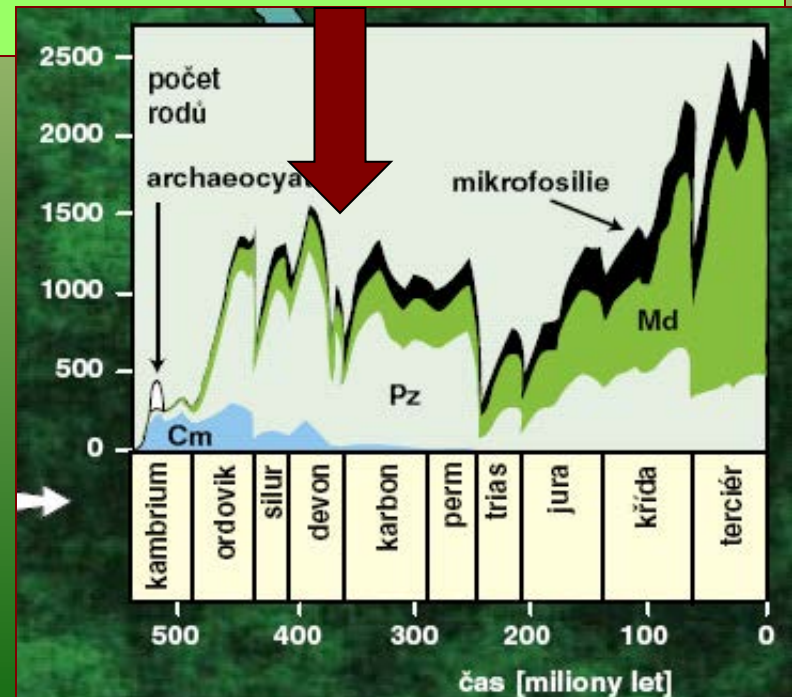 2500
2000
1500
1000
500
0
počet
rodů
mikrofosilie
Md
Pz
Cm
kambrium
ordovik
silur
devon
karbon
perm
trias
jura
křída
terciér
500
400
300
200
100
0
čas [miliony let]